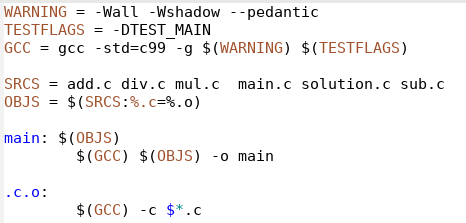 WARNING = -Wall -Wshadow --pedantic
TESTFLAGS = -DTEST_MAIN
GCC = gcc -std=c99 -g $(WARNING) $(TESTFLAGS)

SRCS = add.c div.c mul.c  main.c solution.c sub.c
OBJS = $(SRCS:%.c=%.o)

main: $(OBJS)
        $(GCC) $(OBJS) -o main

.c.o:
        $(GCC) -c $*.c